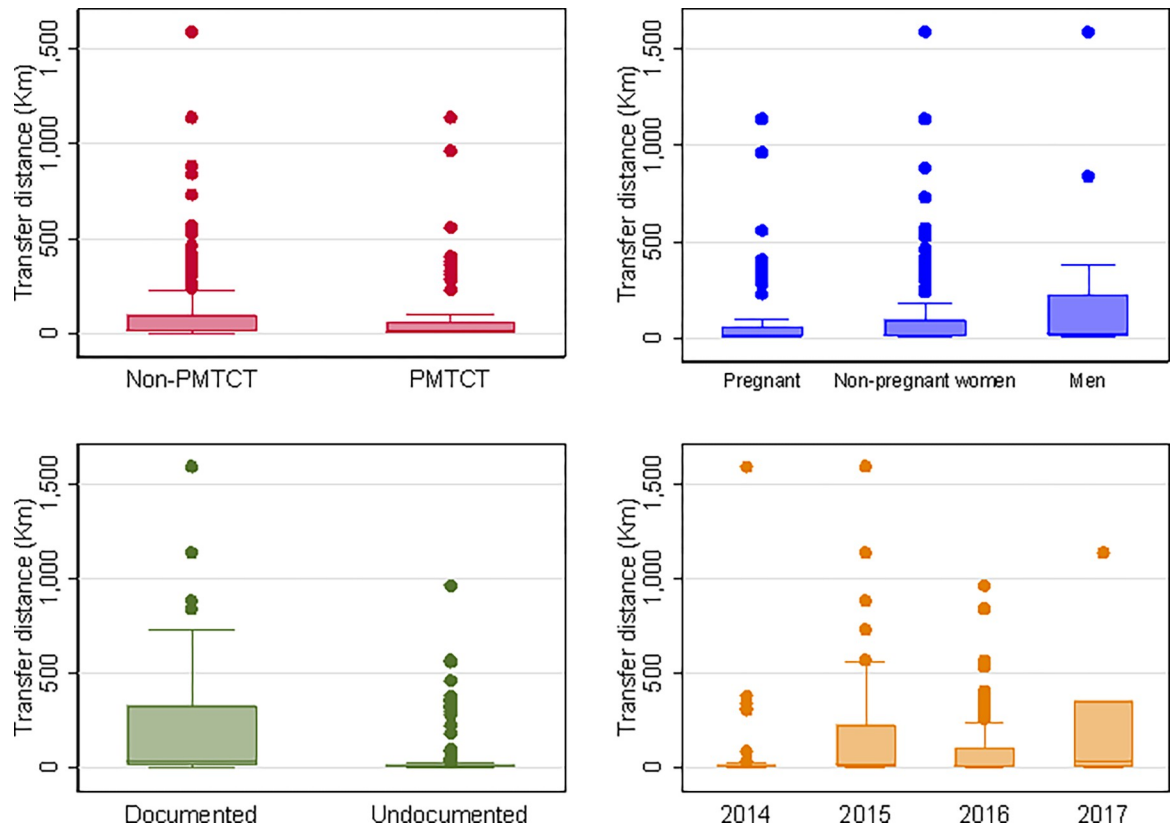 Transfer distance (Km)
1,500
1,000
500
0
Non-PMTCT PMTCT
Transfer distance (Km)
1,500
1,000
500
0
Pregnant Non-pregnant women Men
Transfer distance (Km)
1,500
1,000
500
0
Documented Undocumented
Transfer distance (Km)
1,500
1,000
500
0
2014 2015 2016 2017